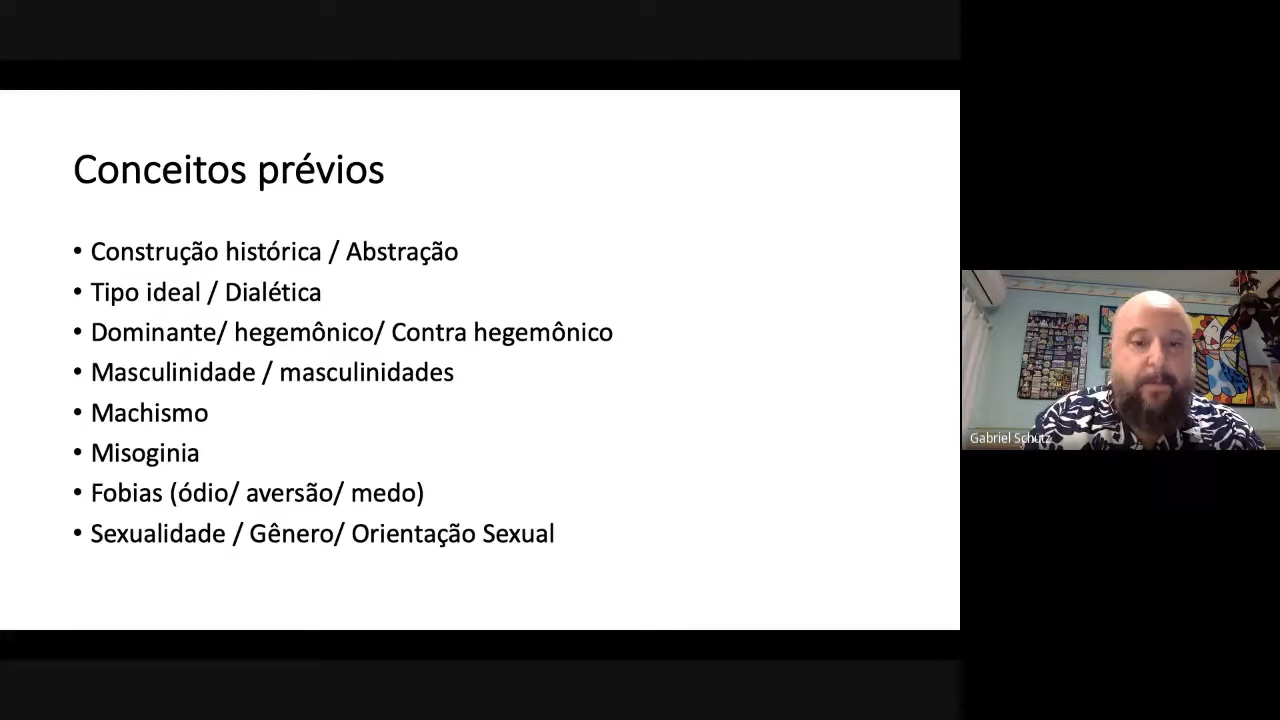 Conceitos prévios
• Construção histórica / Abstração
• Tipo ideal / Dialética
• Dominante/ hegemônico/ Contra hegemônico
• Masculinidade / masculinidades
• Machismo
• Misoginia
• Fobias (ódio/ aversão/ medo)
• Sexualidade / Gênero/ Orientação Sexual
Gabriel Schütz